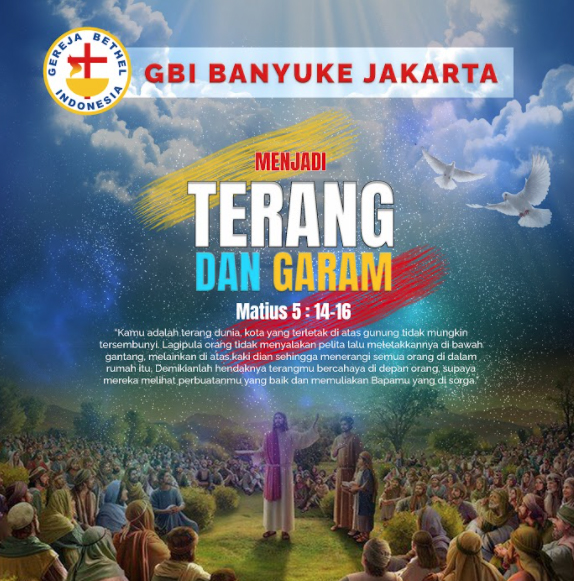 GEREJA BETHEL
INDONESIA
GBI BANYUKE JAKARTA
MENJADI
TERANG
DAN GARAM
Matius 5 : 14-16
"Kamu adalah terang dunia, kota yang terletak di atas gunung tidak mungkin
tersembunyi. Lagipula orang tidak menyalakan pelita lalu meletakkannya di bawah
gantang, melainkan di atas kaki dian sehingga menerangi semua orang di dalam
rumah itu, Demikianlah hendaknya terangmu bercahaya di depan orang, supaya
mereka melihat perbuatanmu yang baik dan memuliakan Bapamu yang di sorga."